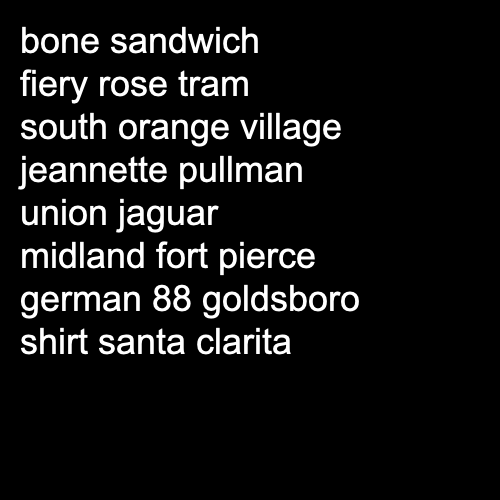 bone sandwich
fiery rose tram
south orange village
jeannette pullman
union jaguar
midland fort pierce
german 88 goldsboro
shirt santa clarita